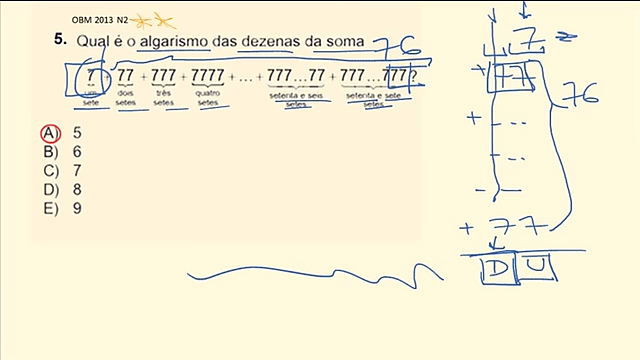 OBM 2013 N2
5. Qual é o algarismo das dezenas da soma 76
7 + 77 + 777 + 7777 + ... + 777...77 + 777...777 ?
um sete dois setes três setes quatro setes setenta e seis setes setenta e sete setes
A) 5
B) 6
C) 7
D) 8
E) 9
7
+ 77
76
+
+ 77
D U